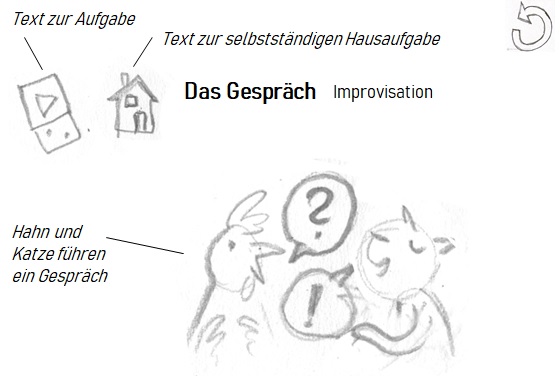 Text zur Aufgabe
Text zur selbstständigen Hausaufgabe
Das Gespräch Improvisation
?
Hahn und
Katze führen
ein Gespräch
!